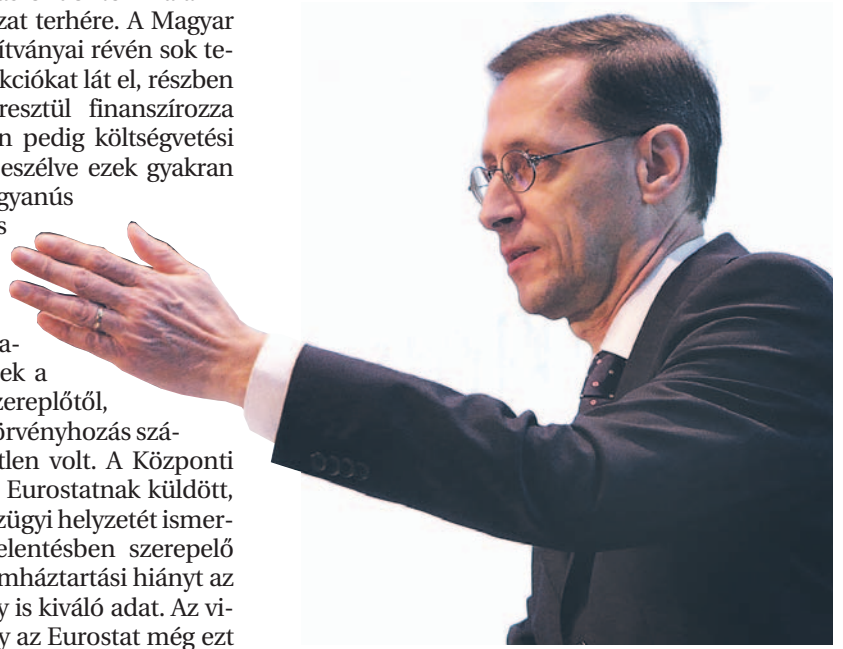 zat terhére. A Magyar
ítványai révén sok te-
kciókat lát el, részben
resztül finanszírozza
n pedig költségvetési
eszélve ezek gyakran
gyanús
s
a-
ek a
zereplőtől,
örvényhozás szá-
tlen volt. A Központi
Eurostatnak küldött,
zügyi helyzetét ismer-
elentésben szerepelő
mháztartási hiányt az
y is kiváló adat. Az vi-
y az Eurostat még ezt